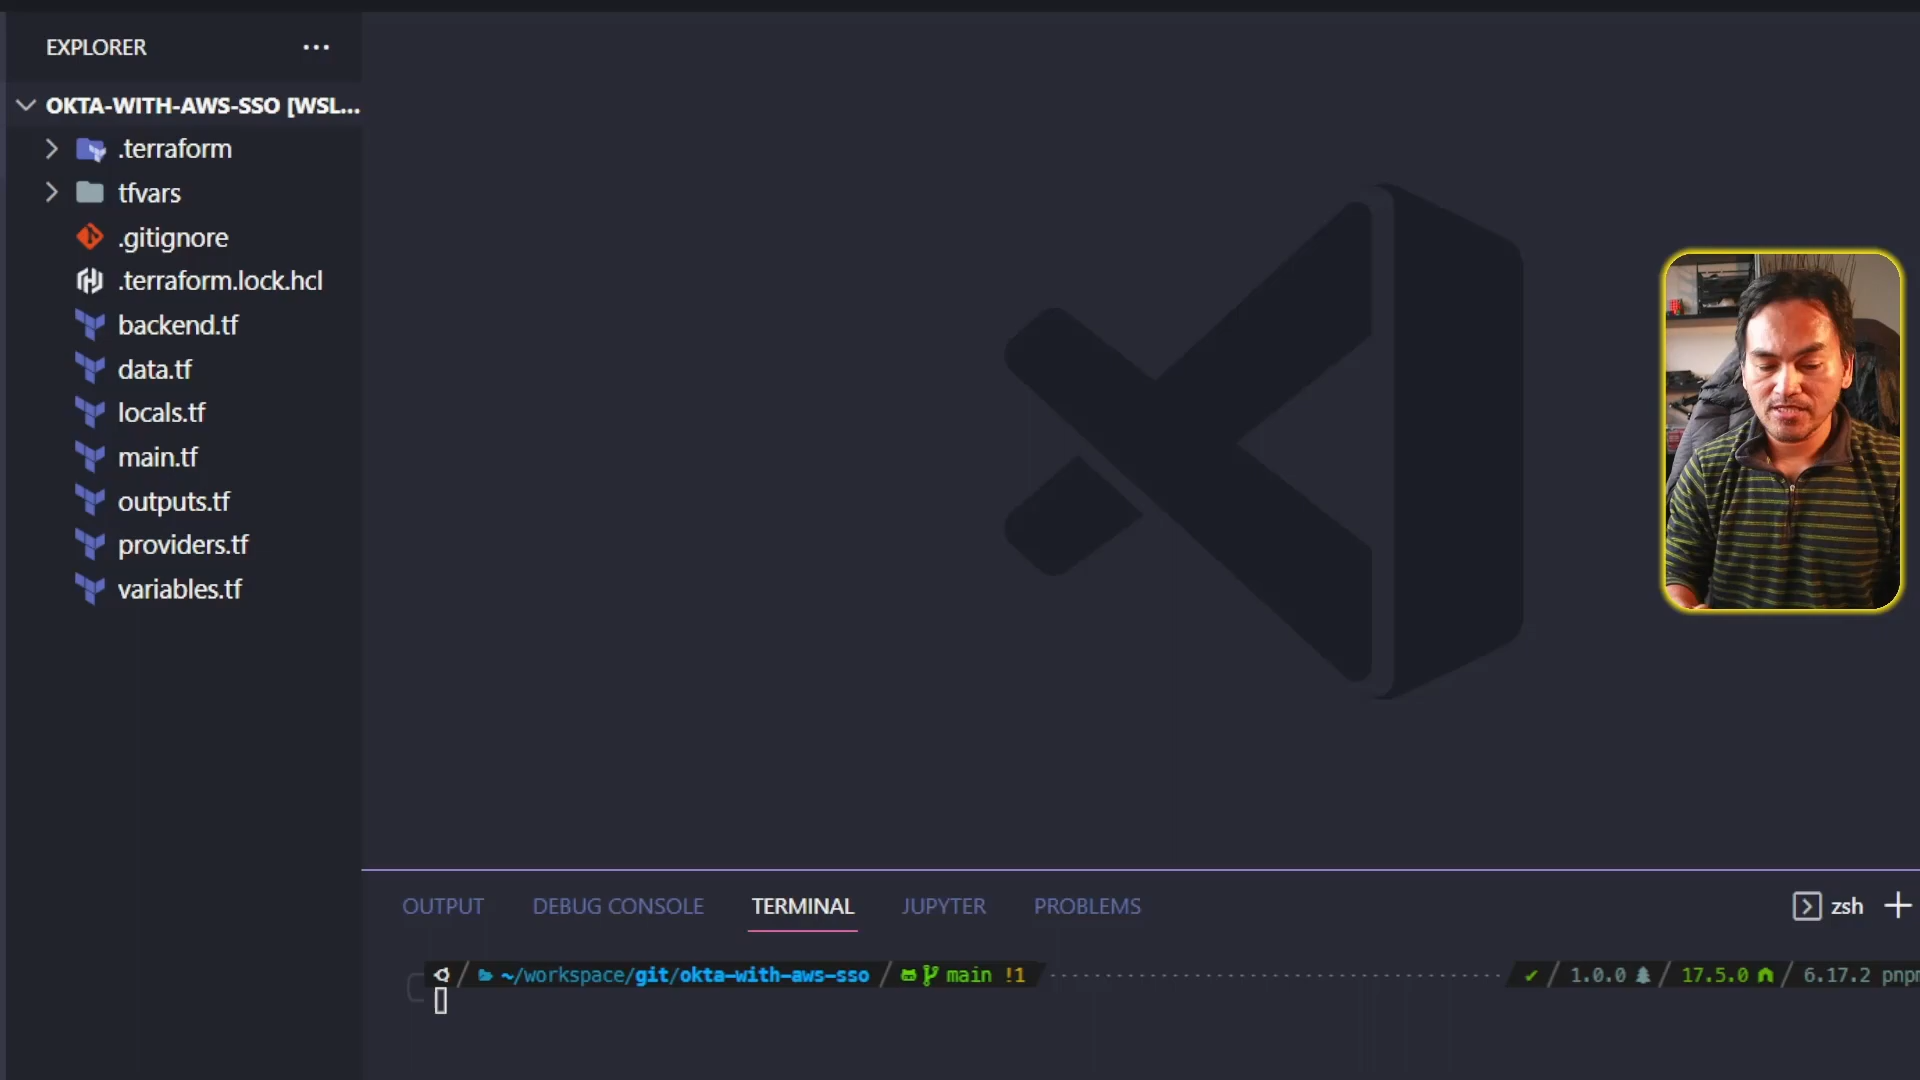 EXPLORER
OKTA-WITH-AWS-SSO [WSL...
.terraform
tfvars
.gitignore
.terraform.lock.hcl
backend.tf
data.tf
locals.tf
main.tf
outputs.tf
providers.tf
variables.tf
OUTPUT DEBUG CONSOLE TERMINAL JUPYTER PROBLEMS zsh
~/workspace/git/okta-with-aws-sso / main !1 ✔ / 1.0.0 / 17.5.0 / 6.17.2